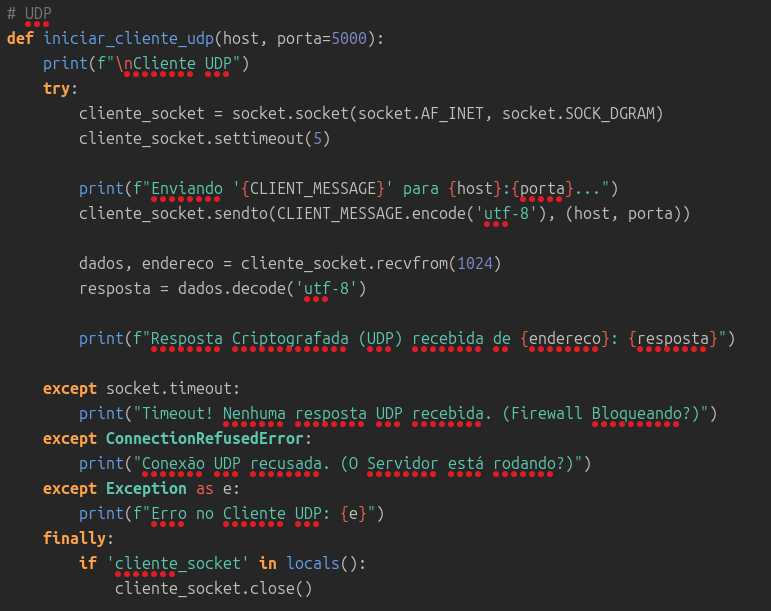 # UDP
def iniciar_cliente_udp(host, porta=5000):
    print(f"\nCliente UDP")
    try:
        cliente_socket = socket.socket(socket.AF_INET, socket.SOCK_DGRAM)
        cliente_socket.settimeout(5)

        print(f"Enviando '{CLIENT_MESSAGE}' para {host}:{porta}...")
        cliente_socket.sendto(CLIENT_MESSAGE.encode('utf-8'), (host, porta))

        dados, endereco = cliente_socket.recvfrom(1024)
        resposta = dados.decode('utf-8')

        print(f"Resposta Criptografada (UDP) recebida de {endereco}: {resposta}")

    except socket.timeout:
        print("Timeout! Nenhuma resposta UDP recebida. (Firewall Bloqueando?)")
    except ConnectionRefusedError:
        print("Conexão UDP recusada. (O Servidor está rodando?)")
    except Exception as e:
        print(f"Erro no Cliente UDP: {e}")
    finally:
        if 'cliente_socket' in locals():
            cliente_socket.close()